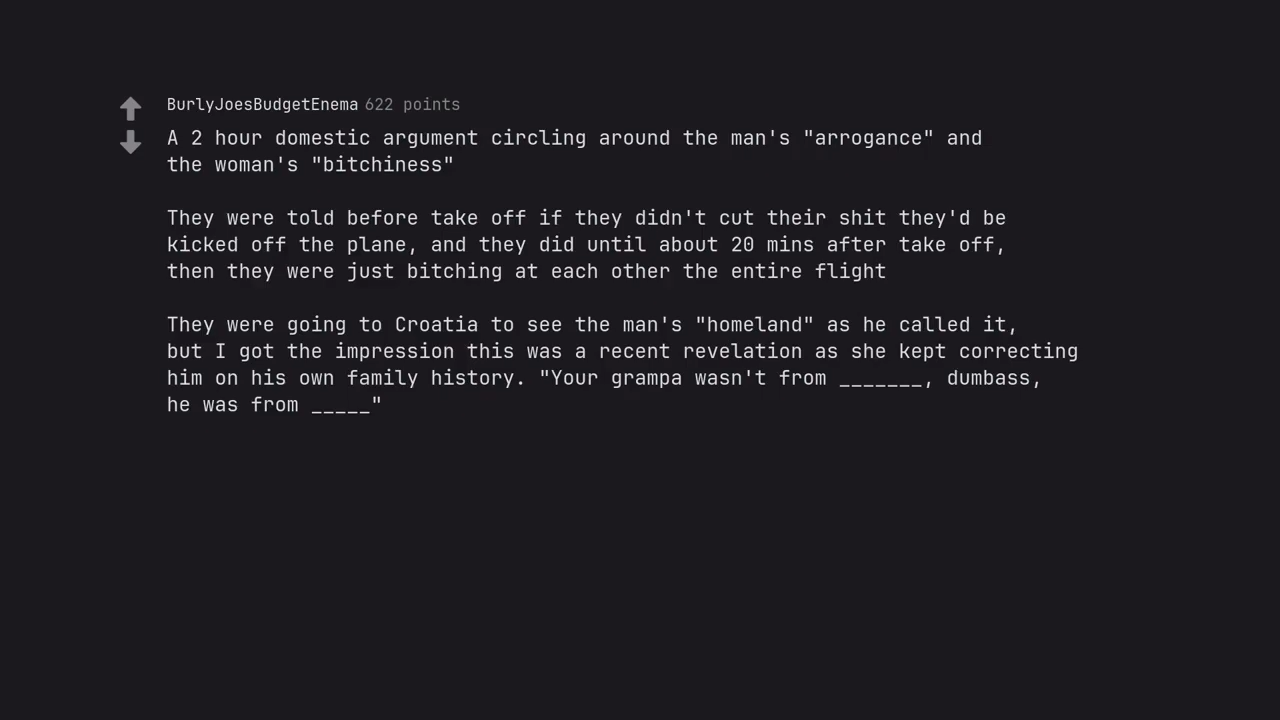 BurlyJoesBudgetEnema 622 points
A 2 hour domestic argument circling around the man's "arrogance" and
the woman's "bitchiness"
They were told before take off if they didn't cut their shit they'd be
kicked off the plane, and they did until about 20 mins after take off,
then they were just bitching at each other the entire flight
They were going to Croatia to see the man's "homeland" as he called it,
but I got the impression this was a recent revelation as she kept correcting
him on his own family history. "Your grampa wasn't from _______, dumbass,
he was from _____"